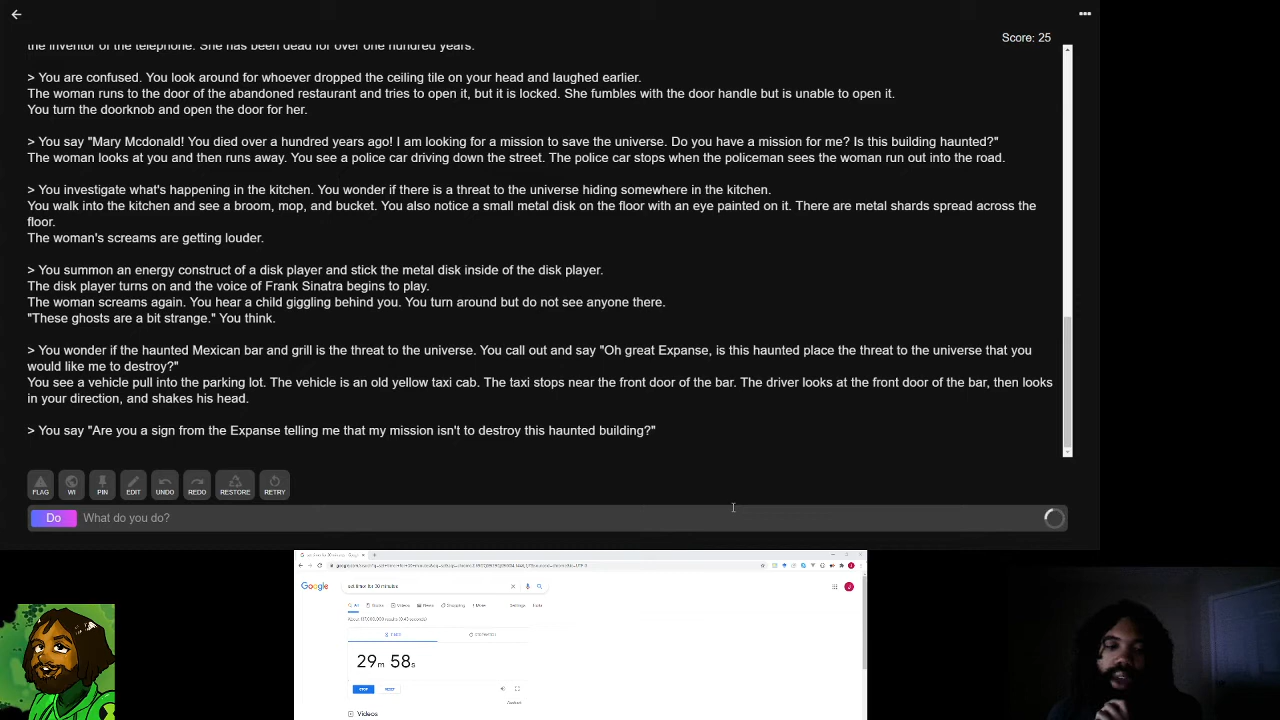 Score: 25
the inventor of the telephone. She has been dead for over one hundred years.
> You are confused. You look around for whoever dropped the ceiling tile on your head and laughed earlier.
The woman runs to the door of the abandoned restaurant and tries to open it, but it is locked. She fumbles with the door handle but is unable to open it.
You turn the doorknob and open the door for her.
> You say "Mary Mcdonald! You died over a hundred years ago! I am looking for a mission to save the universe. Do you have a mission for me? Is this building haunted?"
The woman looks at you and then runs away. You see a police car driving down the street. The police car stops when the policeman sees the woman run out into the road.
> You investigate what's happening in the kitchen. You wonder if there is a threat to the universe hiding somewhere in the kitchen.
You walk into the kitchen and see a broom, mop, and bucket. You also notice a small metal disk on the floor with an eye painted on it. There are metal shards spread across the
floor.
The woman's screams are getting louder.
> You summon an energy construct of a disk player and stick the metal disk inside of the disk player.
The disk player turns on and the voice of Frank Sinatra begins to play.
The woman screams again. You hear a child giggling behind you. You turn around but do not see anyone there.
"These ghosts are a bit strange." You think.
> You wonder if the haunted Mexican bar and grill is the threat to the universe. You call out and say "Oh great Expanse, is this haunted place the threat to the universe that you
would like me to destroy?"
You see a vehicle pull into the parking lot. The vehicle is an old yellow taxi cab. The taxi stops near the front door of the bar. The driver looks at the front door of the bar, then looks
in your direction, and shakes his head.
> You say "Are you a sign from the Expanse telling me that my mission isn't to destroy this haunted building?"
FLAG WI PIN EDIT UNDO REDO RESTORE RETRY
Do What do you do?
Google set timer for 30 minutes
All Books Videos News Shopping More Settings Tools
29m 58s
STOP RESET
Videos